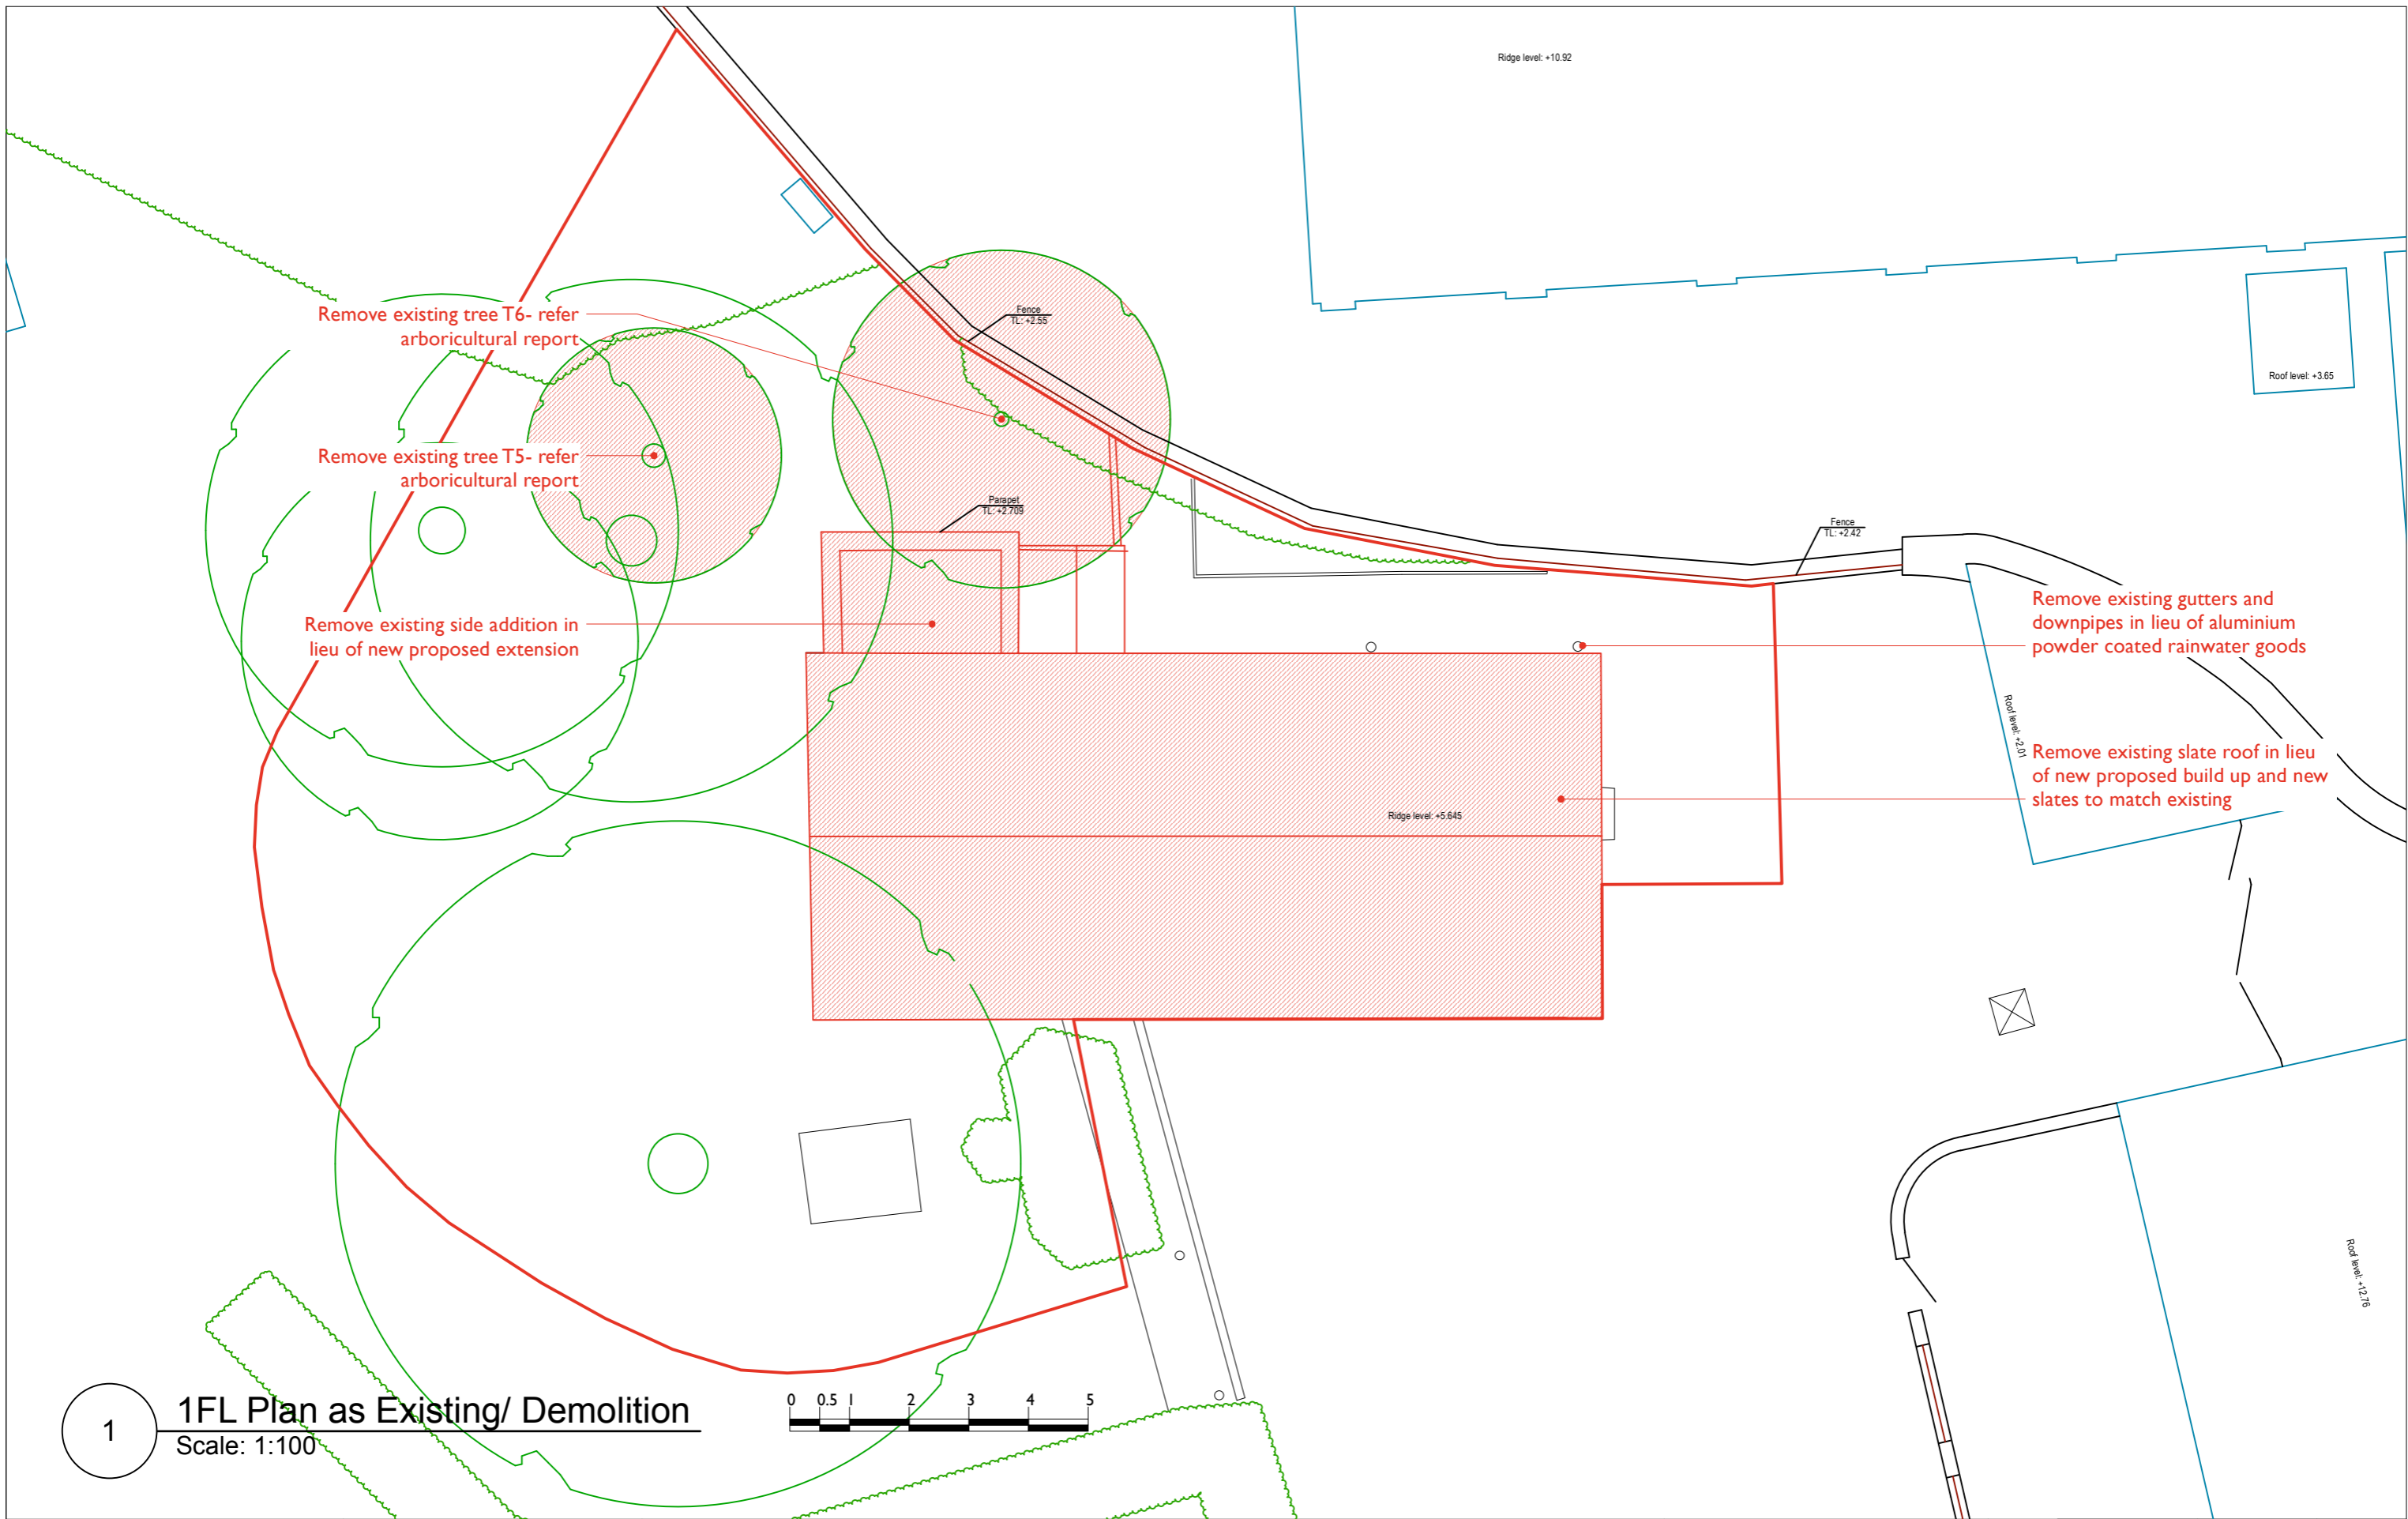 Ridge level: +10.92
Remove existing tree T6- refer
arboricultural report
Fence
TL: +2.55
Roof level: +3.65
Remove existing tree T5- refer
arboricultural report
Parapet
TL: +2.709
Fence
TL: +2.42
Remove existing side addition in
lieu of new proposed extension
Remove existing gutters and
downpipes in lieu of aluminium
powder coated rainwater goods
Roof level: +2.01
Remove existing slate roof in lieu
of new proposed build up and new
slates to match existing
Ridge level: +5.645
Roof level: +12.76
1
1FL Plan as Existing/ Demolition
Scale: 1:100
0 0.5 1 2 3 4 5